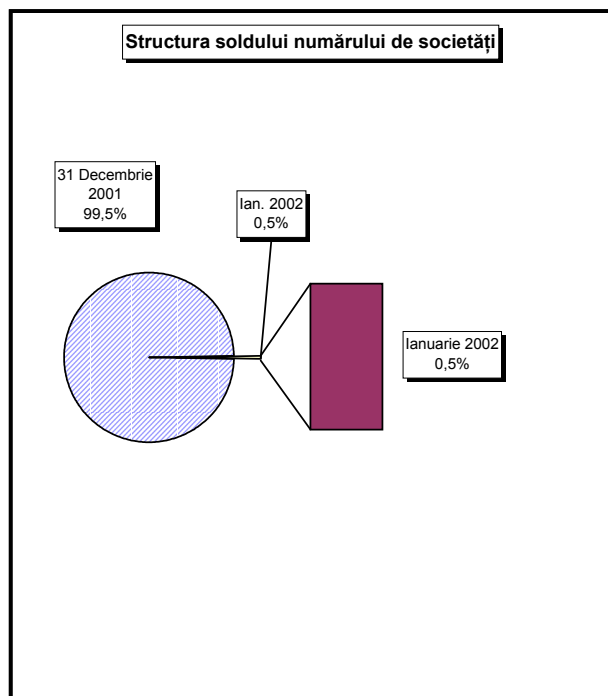 Structura soldului numărului de societăți
31 Decembrie
2001
99,5%
Ian. 2002
0,5%
Ianuarie 2002
0,5%